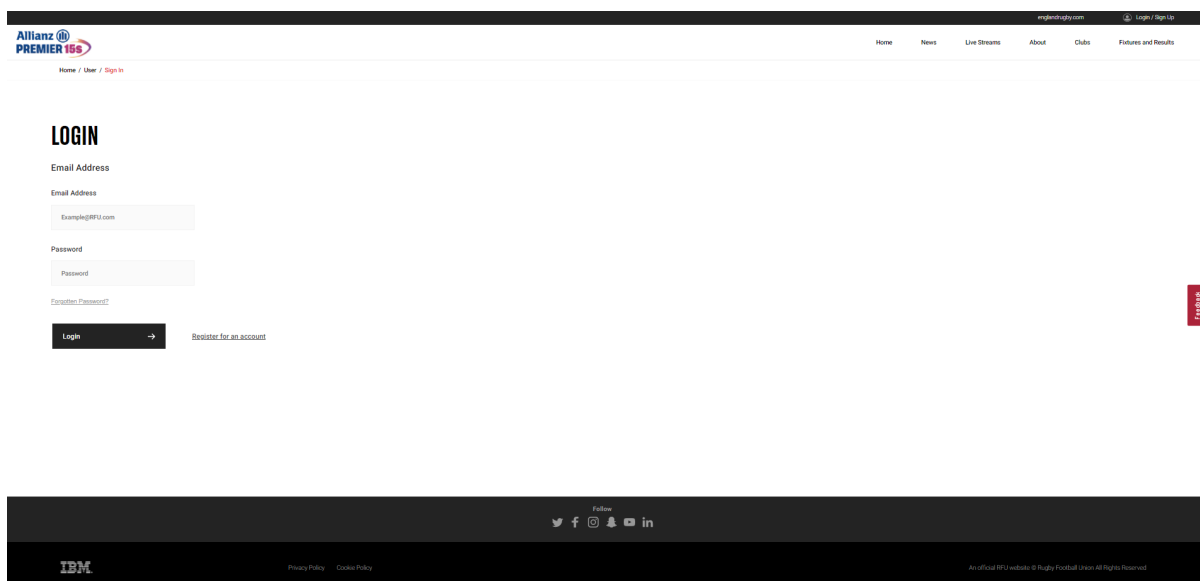 englandrugby.com Login / Sign Up
Allianz
PREMIER 15s
Home News Live Streams About Clubs Fixtures and Results
Home / User / Sign In
LOGIN
Email Address
Email Address
Example@RFU.com
Password
Password
Forgotten Password?
Login → Register for an account
Feedback
Follow
IBM. Privacy Policy Cookie Policy An official RFU website © Rugby Football Union All Rights Reserved